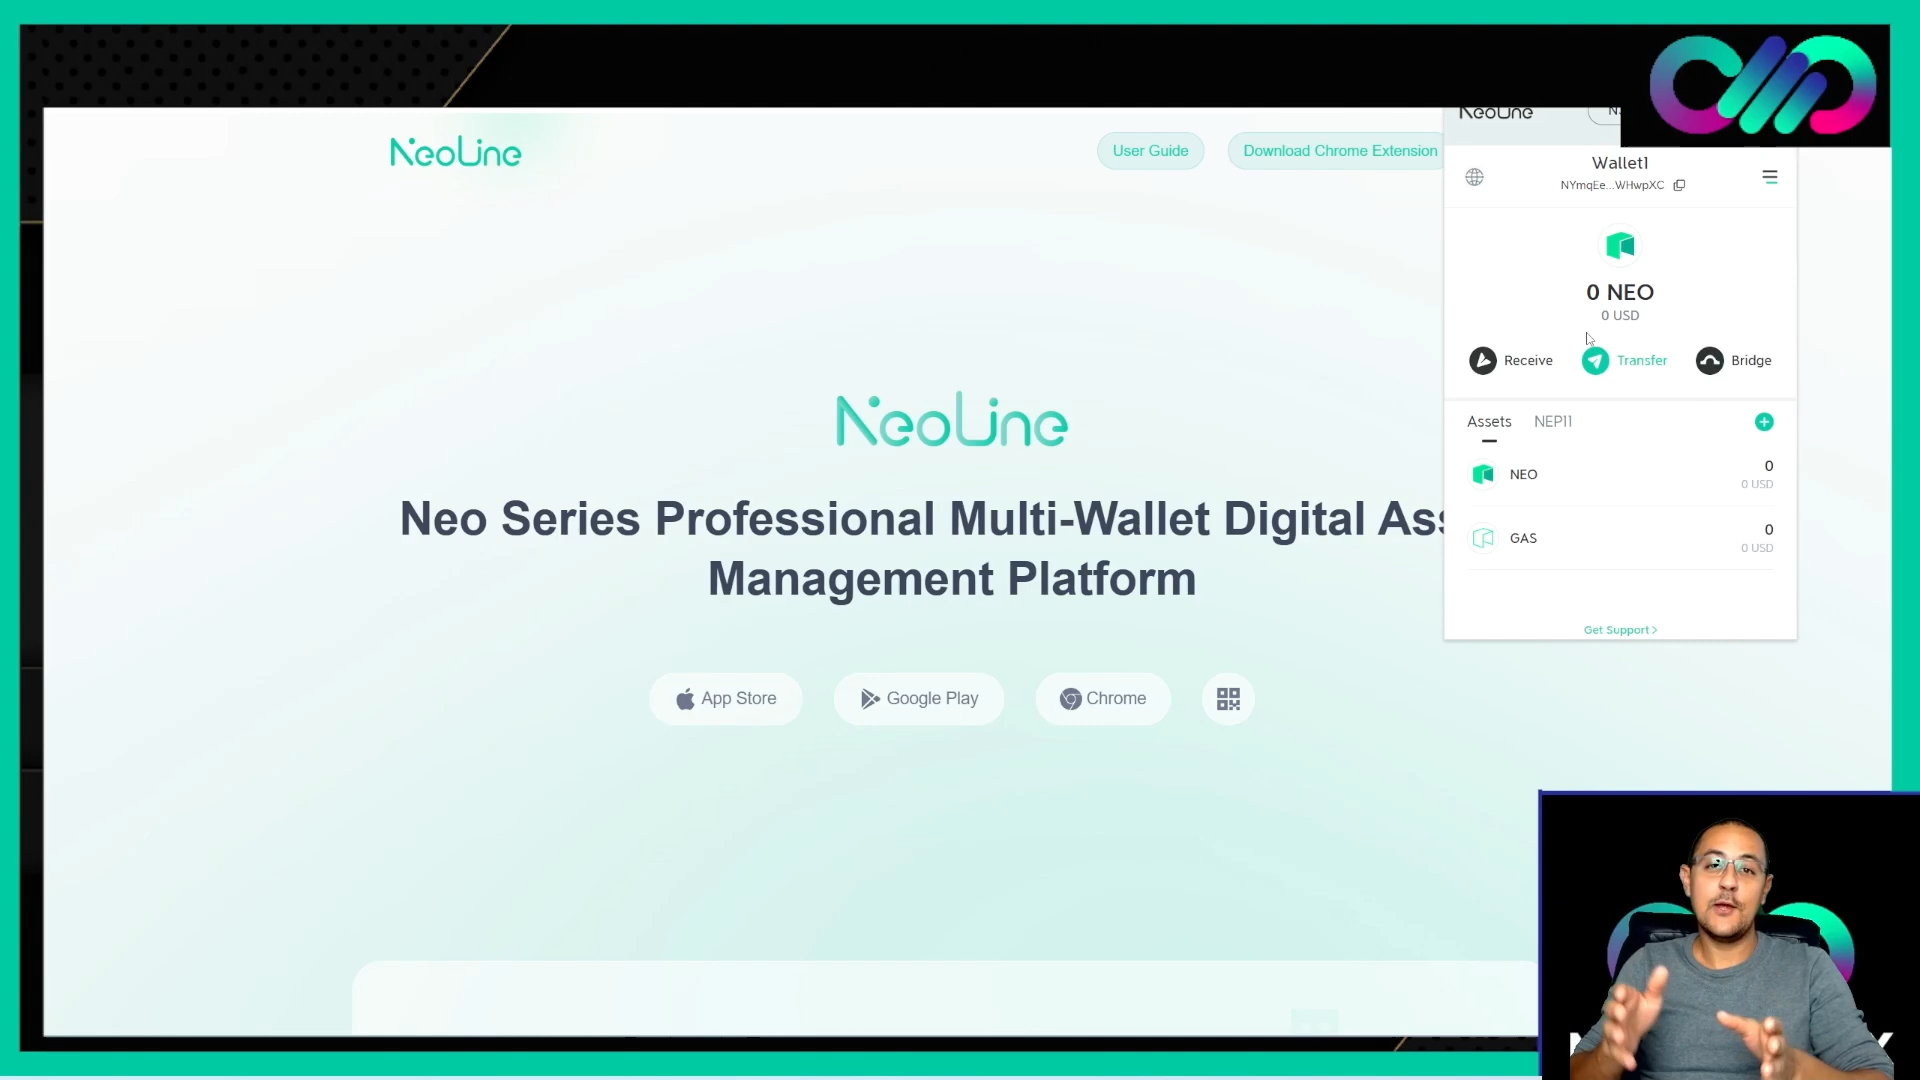 NeoLine
User Guide
Download Chrome Extension
NeoLine
Neo Series Professional Multi-Wallet Digital Ass
Management Platform
App Store
Google Play
Chrome
NeoLine
Wallet1
NYmqEe...WHwpXC
0 NEO
0 USD
Receive
Transfer
Bridge
Assets
NEP11
NEO
0
0 USD
GAS
0
0 USD
Get Support >